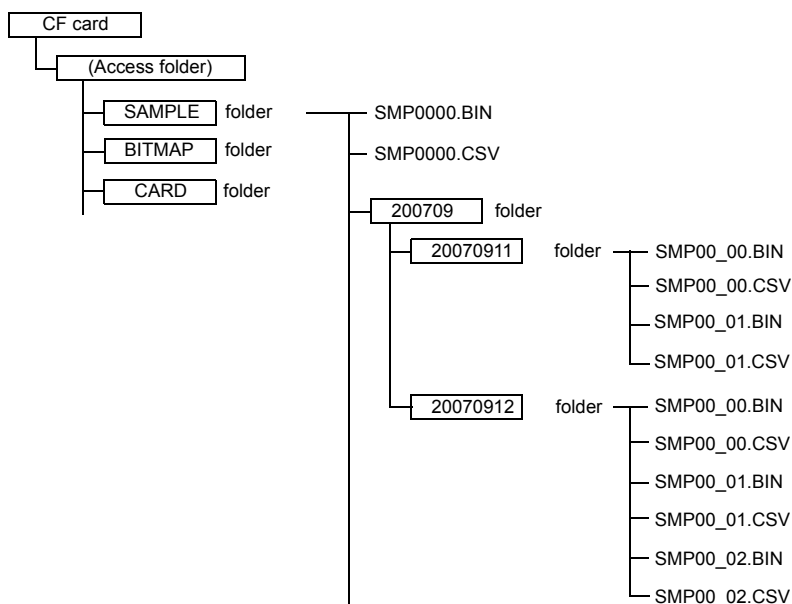 CF card
(Access folder)
SAMPLE folder SMP0000.BIN
BITMAP folder SMP0000.CSV
CARD folder
200709 folder
20070911 folder SMP00_00.BIN
SMP00_00.CSV
SMP00_01.BIN
SMP00_01.CSV
20070912 folder SMP00_00.BIN
SMP00_00.CSV
SMP00_01.BIN
SMP00_01.CSV
SMP00_02.BIN
SMP00_02.CSV